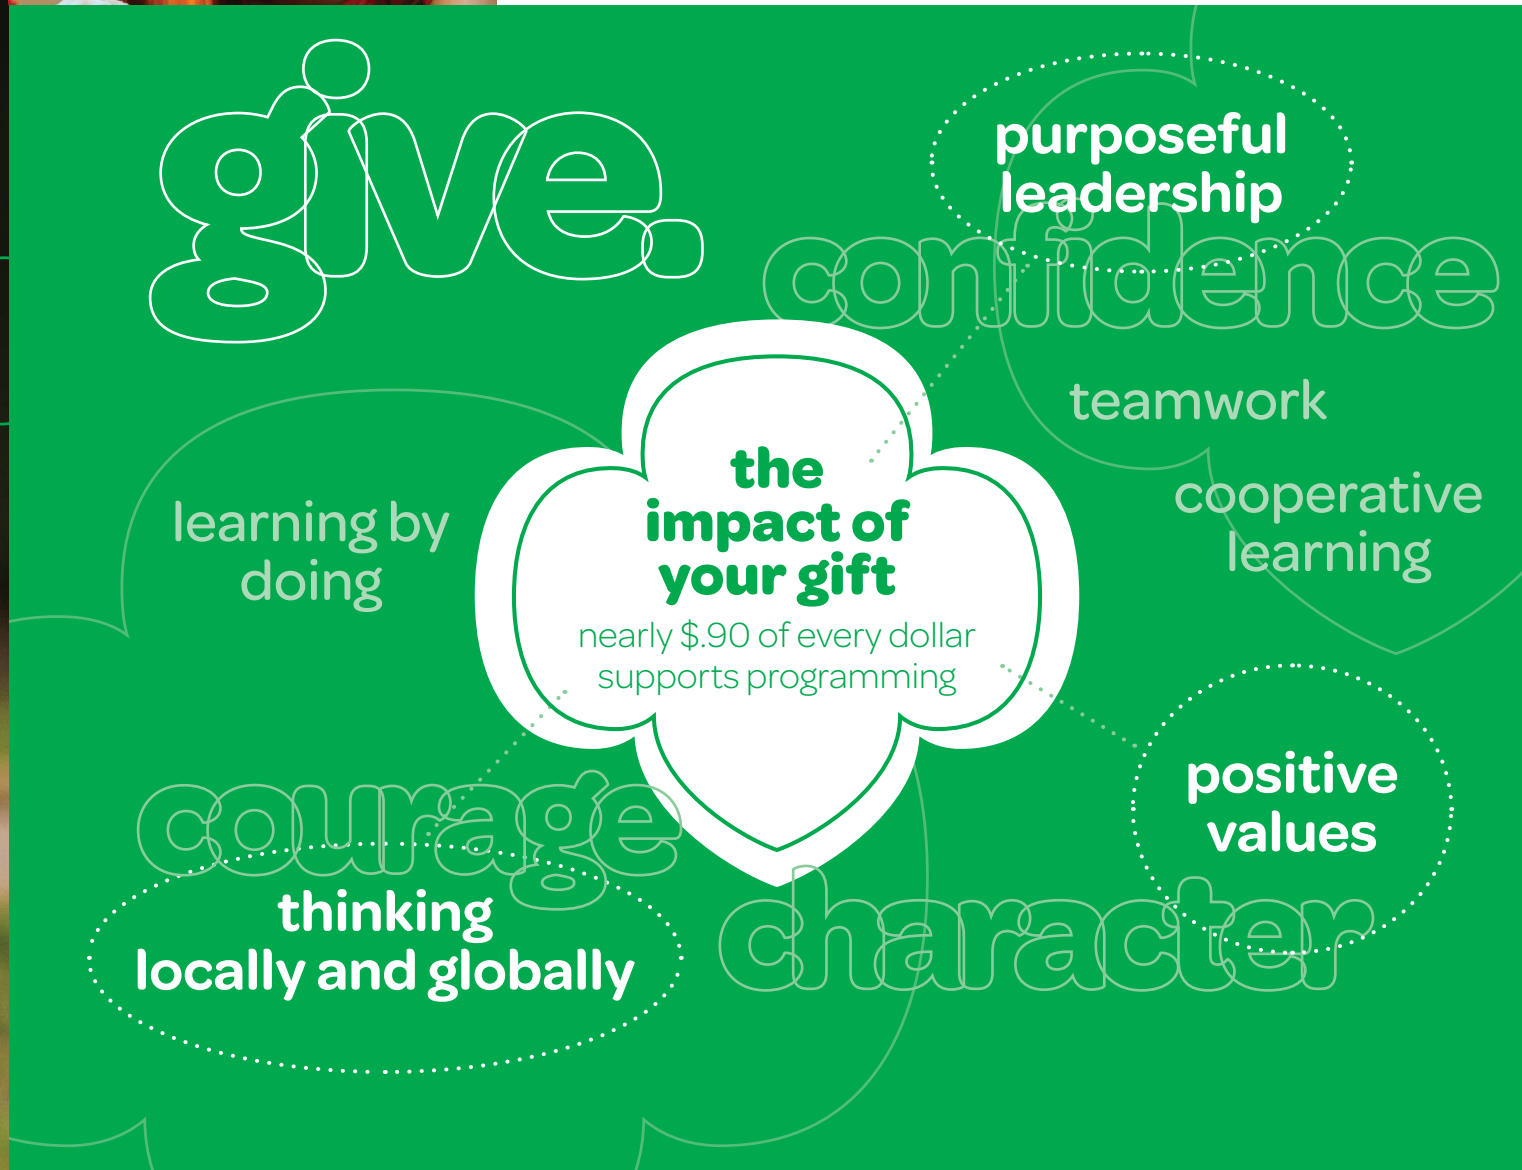 give.
purposeful
leadership
confidence
teamwork
the
impact of
your gift
nearly $.90 of every dollar
supports programming
learning by
doing
cooperative
learning
positive
values
courage
thinking
locally and globally
character